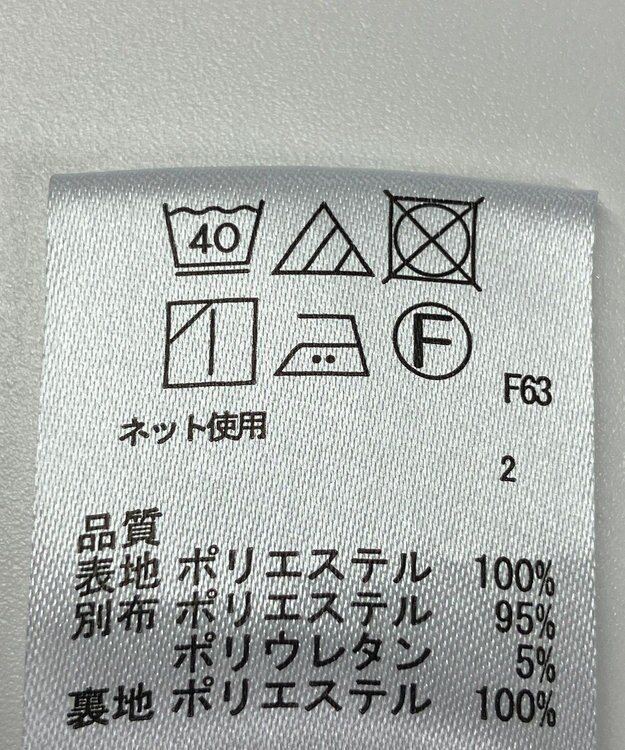 40
F
F63
ネット使用
2
品質
表地 ポリエステル 100%
別布 ポリエステル 95%
ポリウレタン 5%
裏地 ポリエステル 100%